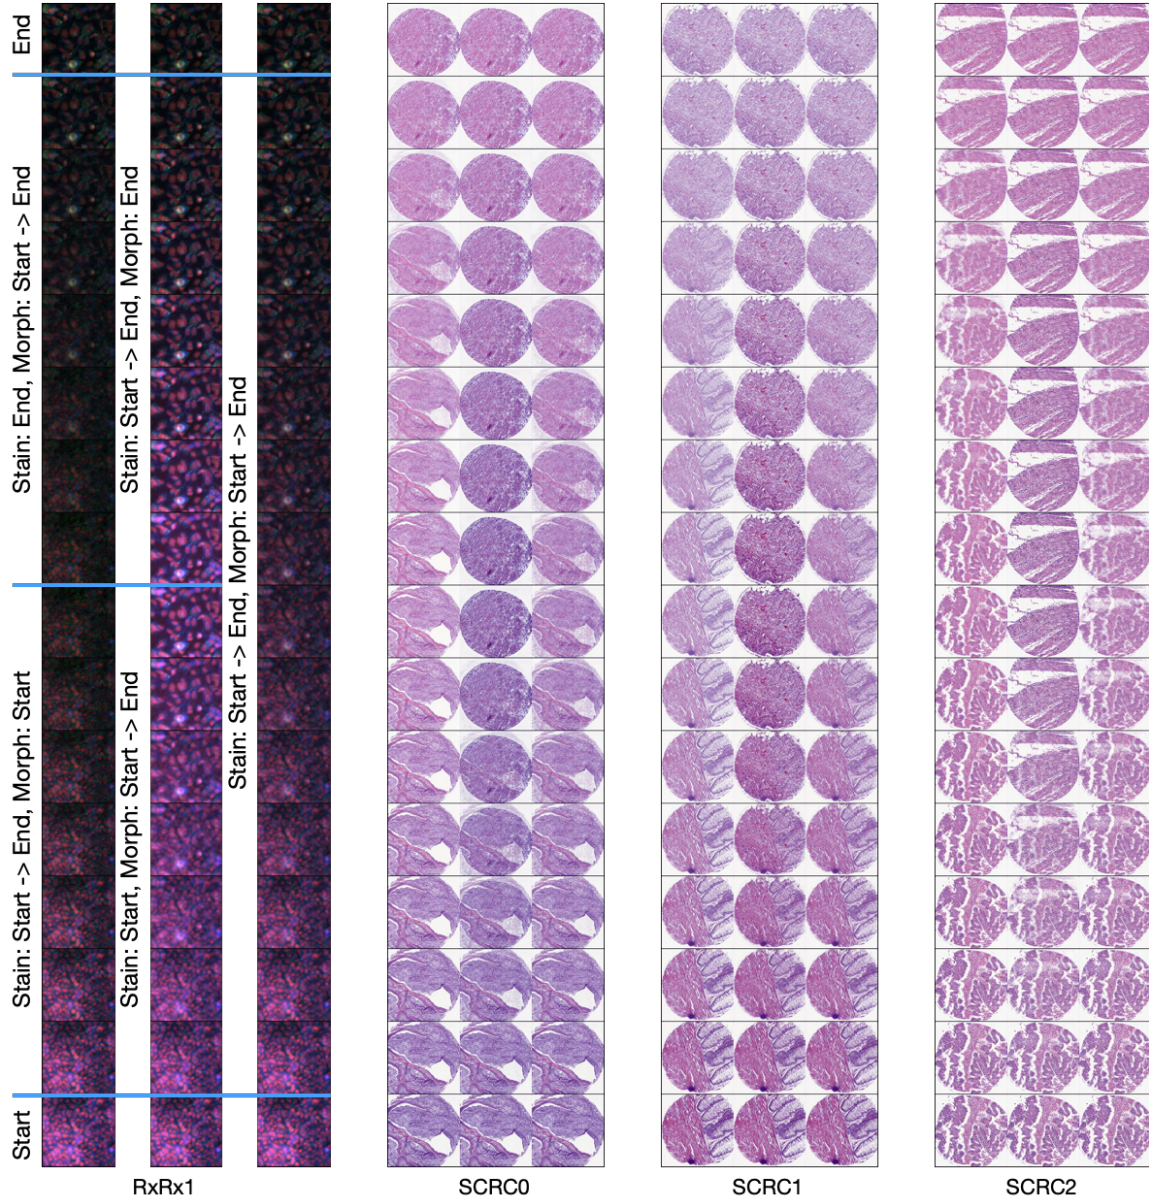 End
Stain: End, Morph: Start -> End
Stain: Start -> End, Morph: End
Stain: Start -> End, Morph: Start -> End
Stain: Start -> End, Morph: Start
Stain: Start, Morph: Start -> End
Start
RxRx1
SCRC0
SCRC1
SCRC2